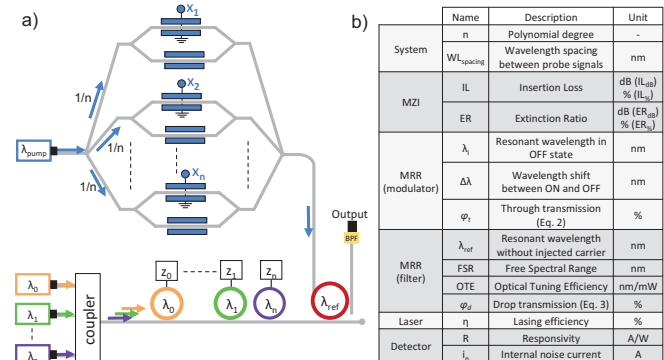 a)
X1
1/n
X2
λpump
1/n
1/n
Xn
Output
BPF
z0
z1
zn
λ0
λ1
coupler
λ0
λ1
λn
λref
b)
Name Description Unit
System
n Polynomial degree -
WLspacing Wavelength spacing between probe signals nm
MZI
IL Insertion Loss dB (ILdB) % (IL%)
ER Extinction Ratio dB (ERdB) % (ER%)
MRR (modulator)
λi Resonant wavelength in OFF state nm
Δλ Wavelength shift between ON and OFF nm
φt Through transmission (Eq. 2) %
MRR (filter)
λref Resonant wavelength without injected carrier nm
FSR Free Spectral Range nm
OTE Optical Tuning Efficiency nm/mW
φd Drop transmission (Eq. 3) %
Laser η Lasing efficiency %
Detector
R Responsivity A/W
in Internal noise current A